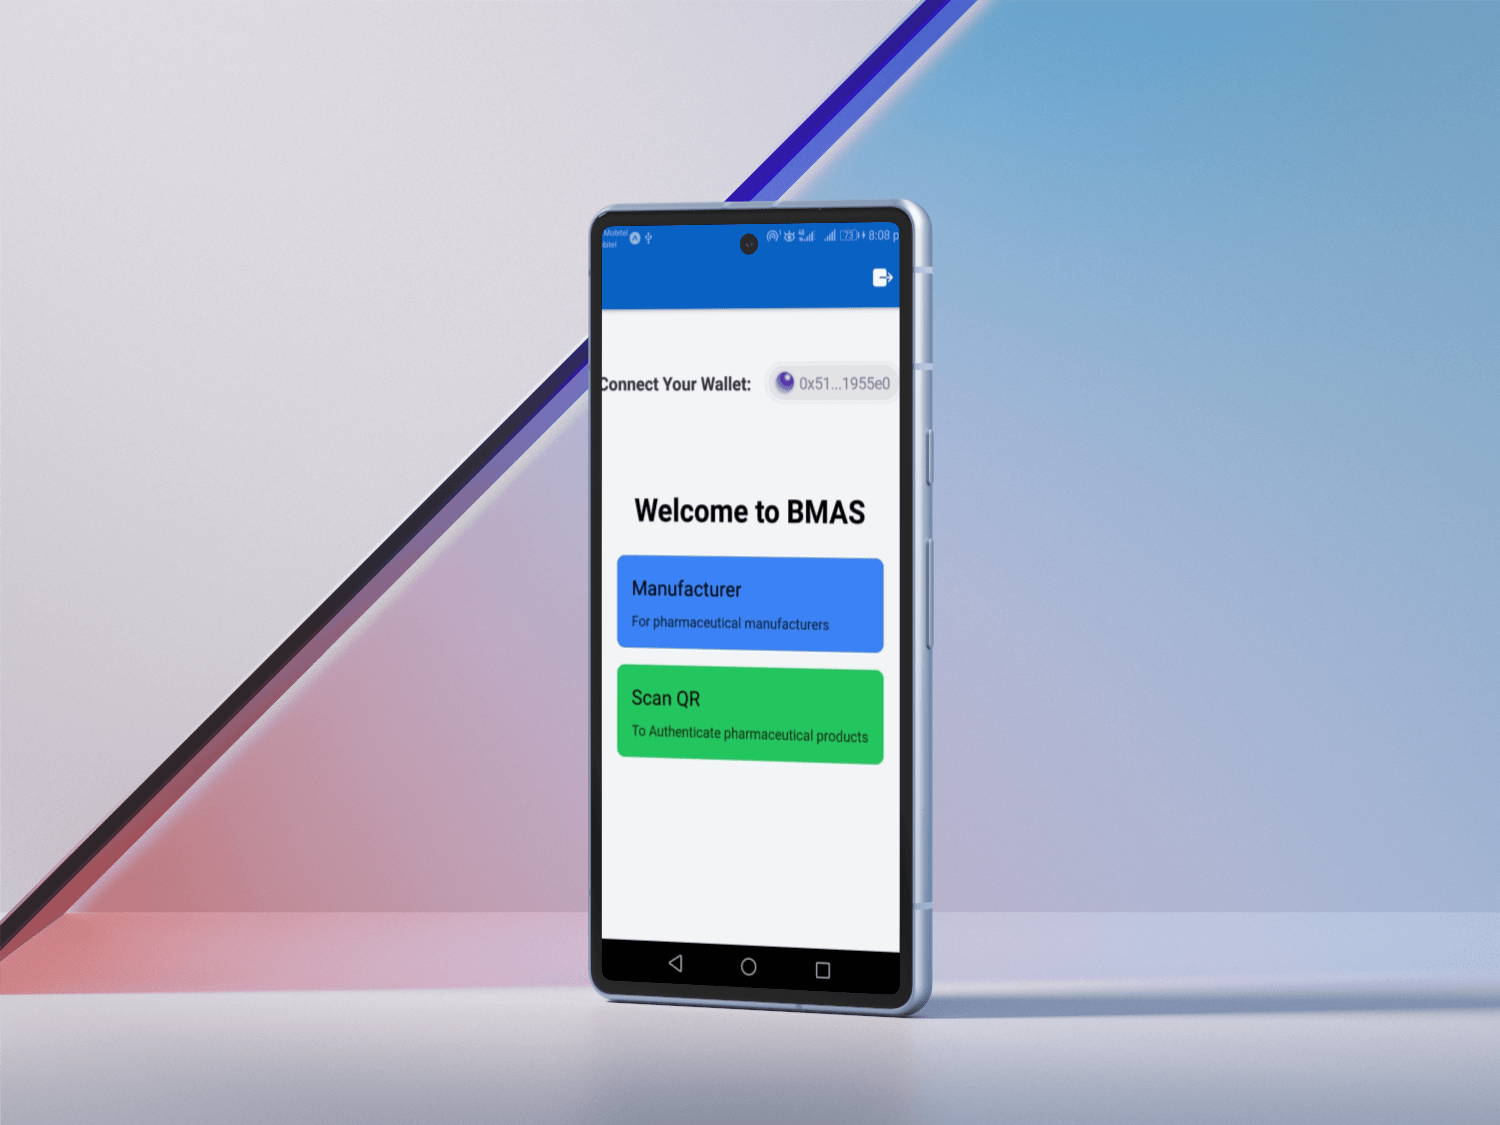 Mobitel
bitel
73
8:08 p
Connect Your Wallet:
0x51...1955e0
Welcome to BMAS
Manufacturer
For pharmaceutical manufacturers
Scan QR
To Authenticate pharmaceutical products